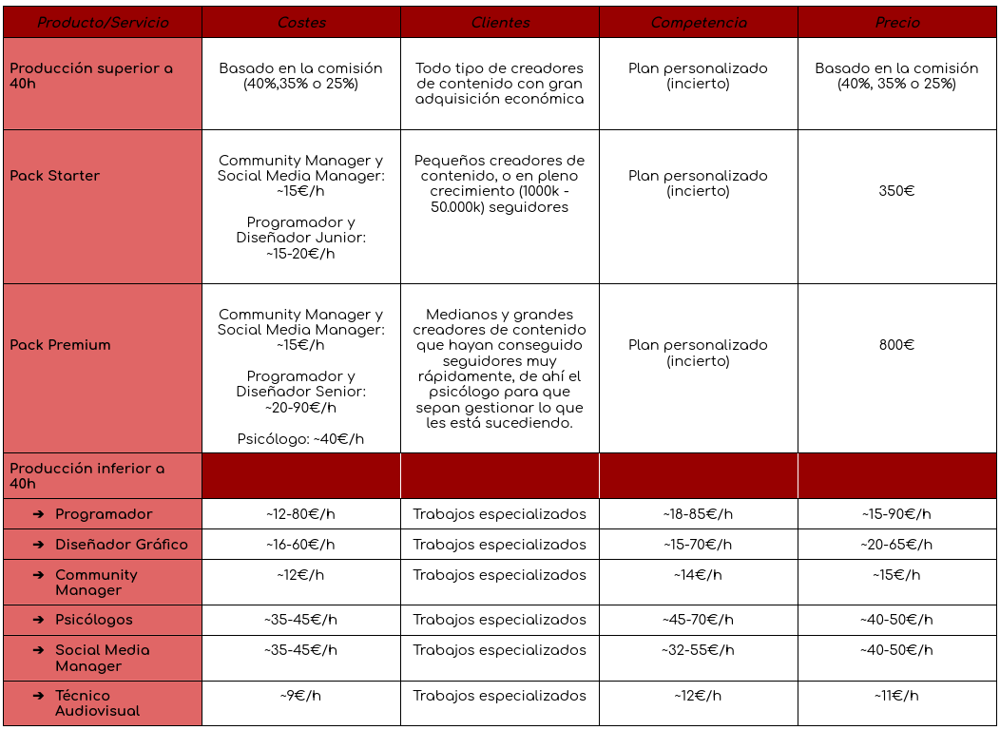 Producto/Servicio
Costes
Clientes
Competencia
Precio
Producción superior a
40h
Basado en la comisión
(40%,35% o 25%)
Todo tipo de creadores
de contenido con gran
adquisición económica
Plan personalizado
(incierto)
Basado en la comisión
(40%, 35% o 25%)
Pack Starter
Community Manager y
Social Media Manager:
~15€/h
Programador y
Diseñador Junior:
~15-20€/h
Pequeños creadores de
contenido, o en pleno
crecimiento (1000k -
50.000k) seguidores
Plan personalizado
(incierto)
350€
Pack Premium
Community Manager y
Social Media Manager:
~15€/h
Programador y
Diseñador Senior:
~20-90€/h
Psicólogo: ~40€/h
Medianos y grandes
creadores de contenido
que hayan conseguido
seguidores muy
rápidamente, de ahí el
psicólogo para que
sepan gestionar lo que
les está sucediendo.
Plan personalizado
(incierto)
800€
Producción inferior a
40h
➔ Programador
~12-80€/h
Trabajos especializados
~18-85€/h
~15-90€/h
➔ Diseñador Gráfico
~16-60€/h
Trabajos especializados
~15-70€/h
~20-65€/h
➔ Community
Manager
~12€/h
Trabajos especializados
~14€/h
~15€/h
➔ Psicólogos
~35-45€/h
Trabajos especializados
~45-70€/h
~40-50€/h
➔ Social Media
Manager
~35-45€/h
Trabajos especializados
~32-55€/h
~40-50€/h
➔ Técnico
Audiovisual
~9€/h
Trabajos especializados
~12€/h
~11€/h